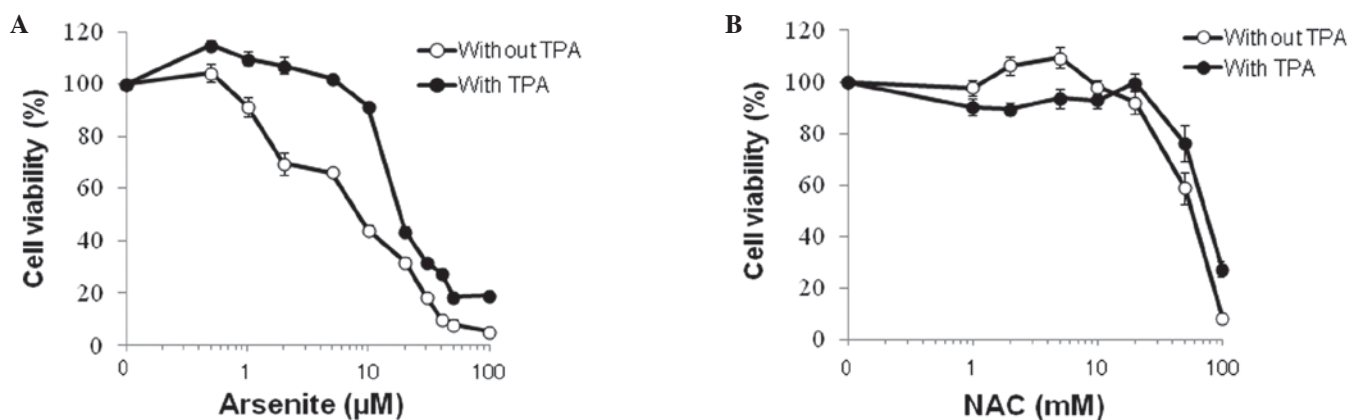 A
120
100
80
60
40
20
0
Cell viability (%)
Without TPA
With TPA
0 1 10 100
Arsenite (µM)
B
120
100
80
60
40
20
0
Cell viability (%)
Without TPA
With TPA
0 1 10 100
NAC (mM)